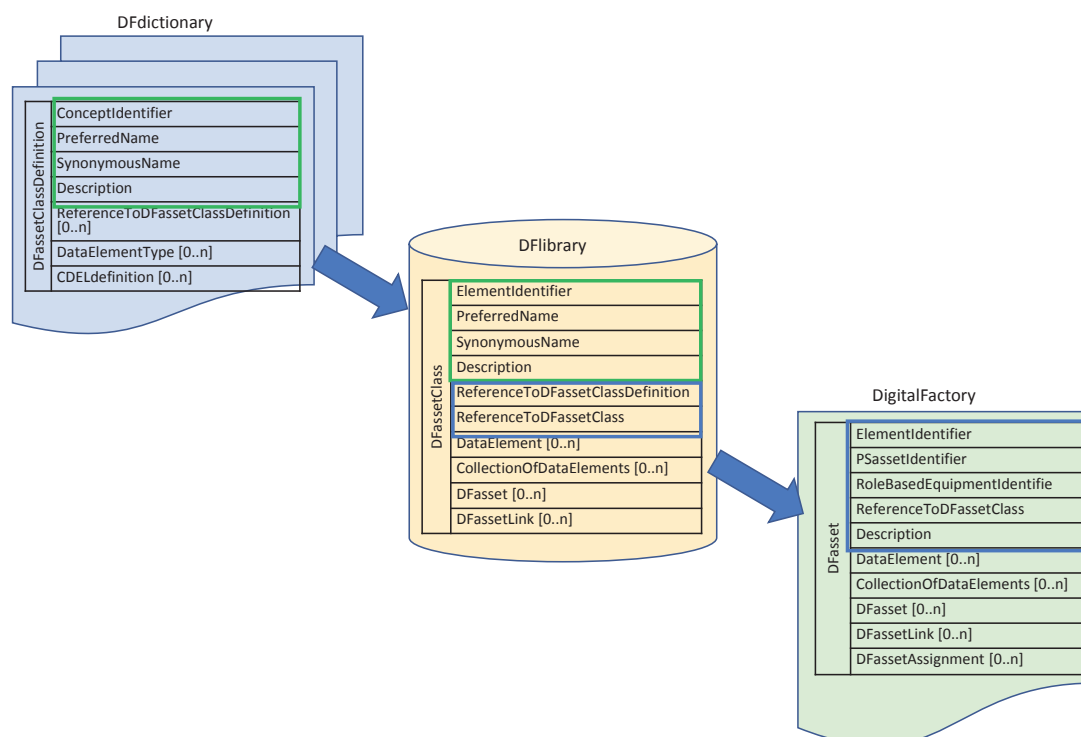 DFdictionary
DFassetClassDefinition
ConceptIdentifier
PreferredName
SynonymousName
Description
ReferenceToDFassetClassDefinition
[0..n]
DataElementType [0..n]
CDELdefinition [0..n]
DFlibrary
DFassetClass
ElementIdentifier
PreferredName
SynonymousName
Description
ReferenceToDFassetClassDefinition
ReferenceToDFassetClass
DataElement [0..n]
CollectionOfDataElements [0..n]
DFasset [0..n]
DFassetLink [0..n]
DigitalFactory
DFasset
ElementIdentifier
PSassetIdentifier
RoleBasedEquipmentIdentifie
ReferenceToDFassetClass
Description
DataElement [0..n]
CollectionOfDataElements [0..n]
DFasset [0..n]
DFassetLink [0..n]
DFassetAssignment [0..n]